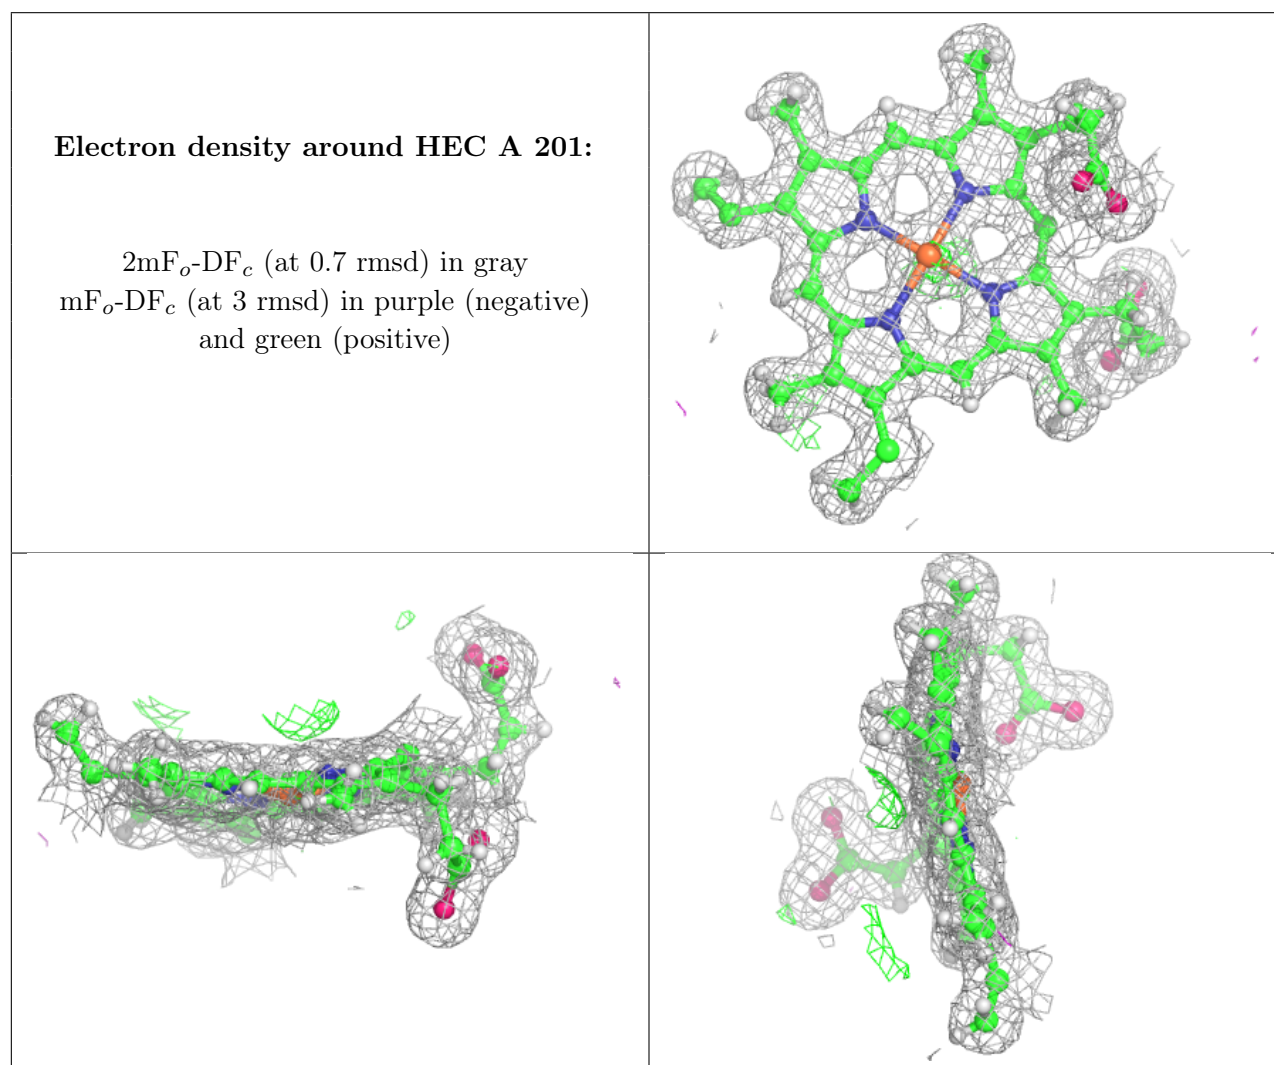 Electron density around HEC A 201:
2mFₒ-DF𝑐 (at 0.7 rmsd) in gray
mFₒ-DF𝑐 (at 3 rmsd) in purple (negative)
and green (positive)